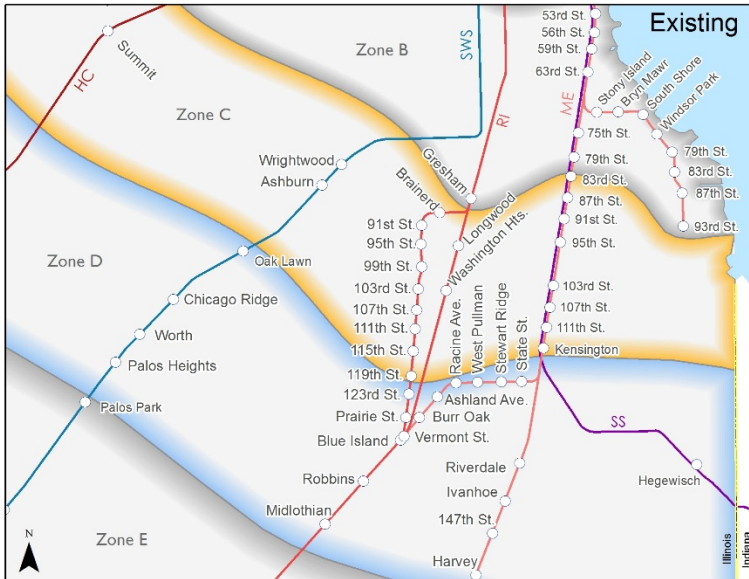 Existing
53rd St.
56th St.
59th St.
63rd St.
Zone B
SWS
RI
ME
HC
Summit
Stony Island
Bryn Mawr
South Shore
Windsor Park
Zone C
75th St.
79th St.
79th St.
83rd St.
83rd St.
87th St.
87th St.
93rd St.
91st St.
95th St.
Wrightwood
Ashburn
Gresham
Brainerd
Longwood
Washington Hts.
91st St.
95th St.
99th St.
103rd St.
107th St.
111th St.
115th St.
119th St.
123rd St.
Prairie St.
Blue Island
103rd St.
107th St.
111th St.
Kensington
Zone D
Oak Lawn
Chicago Ridge
Worth
Palos Heights
Palos Park
Racine Ave.
West Pullman
Stewart Ridge
State St.
Ashland Ave.
Burr Oak
Vermont St.
SS
Hegewisch
Robbins
Midlothian
Riverdale
Ivanhoe
147th St.
Harvey
Zone E
N
Illinois
Indiana